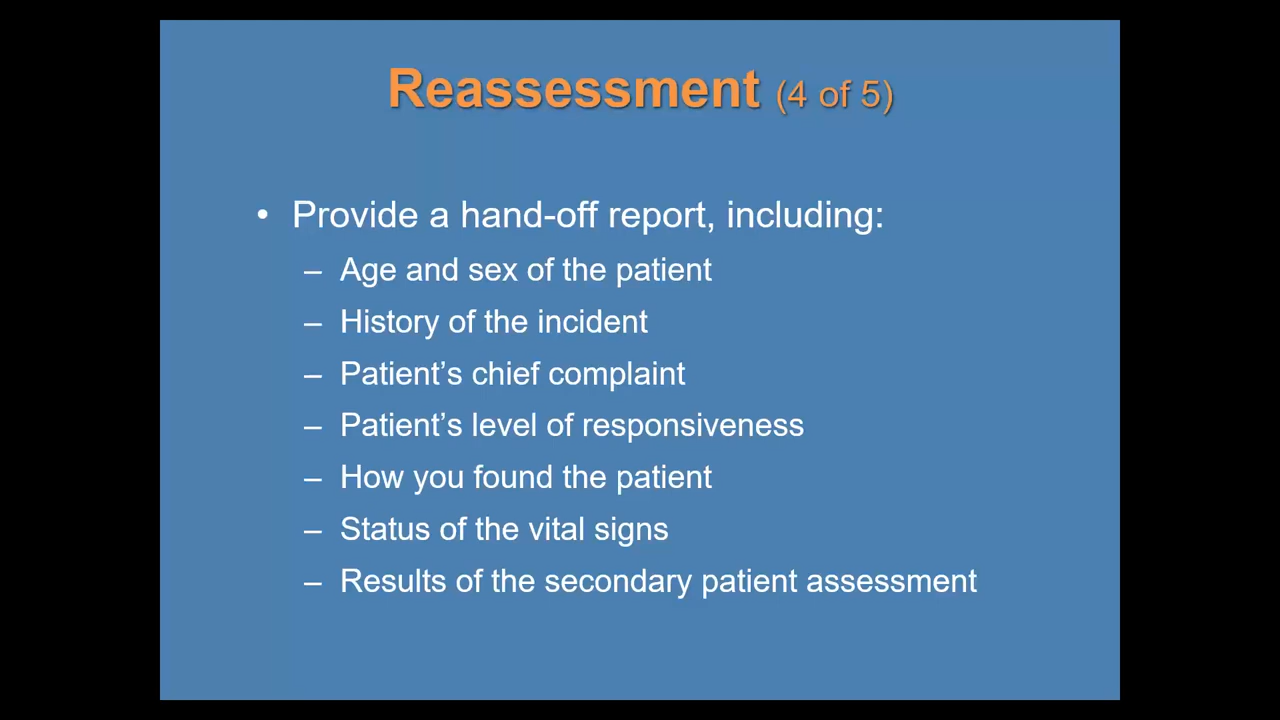 Reassessment (4 of 5)
• Provide a hand-off report, including:
– Age and sex of the patient
– History of the incident
– Patient’s chief complaint
– Patient’s level of responsiveness
– How you found the patient
– Status of the vital signs
– Results of the secondary patient assessment